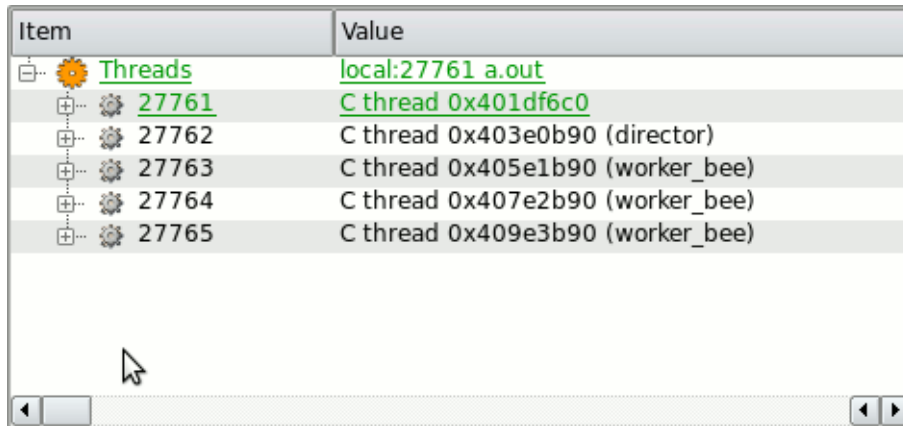 Item Value
Threads local:27761 a.out
27761 C thread 0x401df6c0
27762 C thread 0x403e0b90 (director)
27763 C thread 0x405e1b90 (worker_bee)
27764 C thread 0x407e2b90 (worker_bee)
27765 C thread 0x409e3b90 (worker_bee)